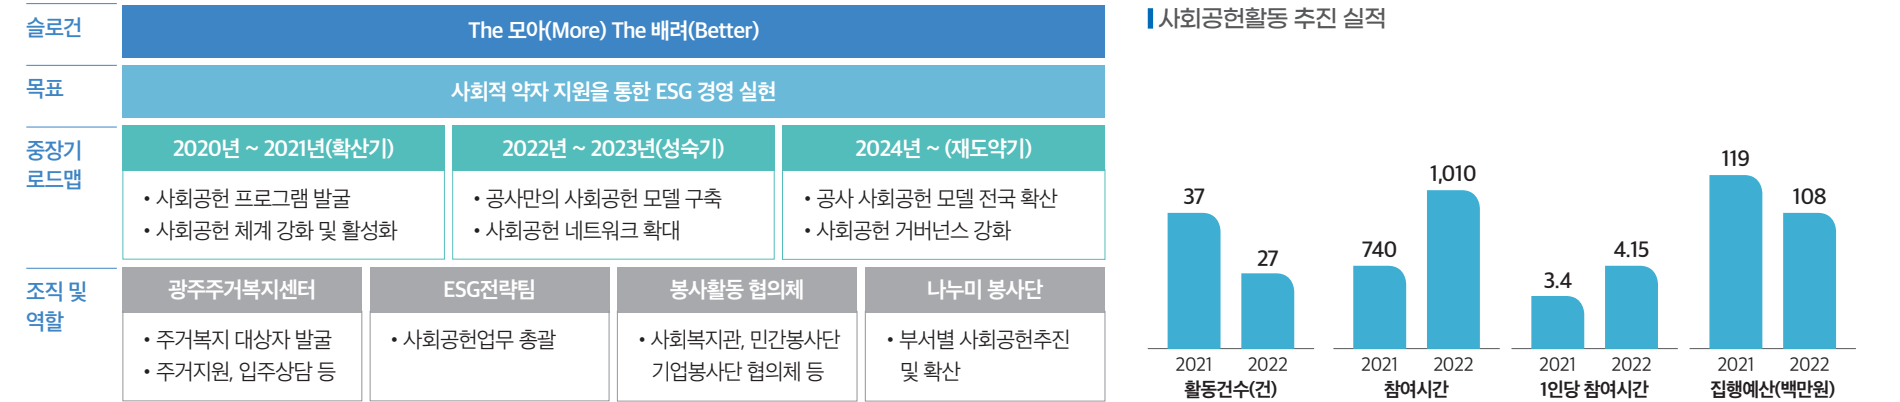 슬로건
The 모아(More) The 배려(Better)
목표
사회적 약자 지원을 통한 ESG 경영 실현
중장기
로드맵
2020년 ~ 2021년(확산기)
• 사회공헌 프로그램 발굴
• 사회공헌 체계 강화 및 활성화
2022년 ~ 2023년(성숙기)
• 공사만의 사회공헌 모델 구축
• 사회공헌 네트워크 확대
2024년 ~ (재도약기)
• 공사 사회공헌 모델 전국 확산
• 사회공헌 거버넌스 강화
조직 및
역할
광주주거복지센터
• 주거복지 대상자 발굴
• 주거지원, 입주상담 등
ESG전략팀
• 사회공헌업무 총괄
봉사활동 협의체
• 사회복지관, 민간봉사단
기업봉사단 협의체 등
나누미 봉사단
• 부서별 사회공헌추진
및 확산
사회공헌활동 추진 실적
37
27
2021 2022
활동건수(건)
740
1,010
2021 2022
참여시간
3.4
4.15
2021 2022
1인당 참여시간
119
108
2021 2022
집행예산(백만원)